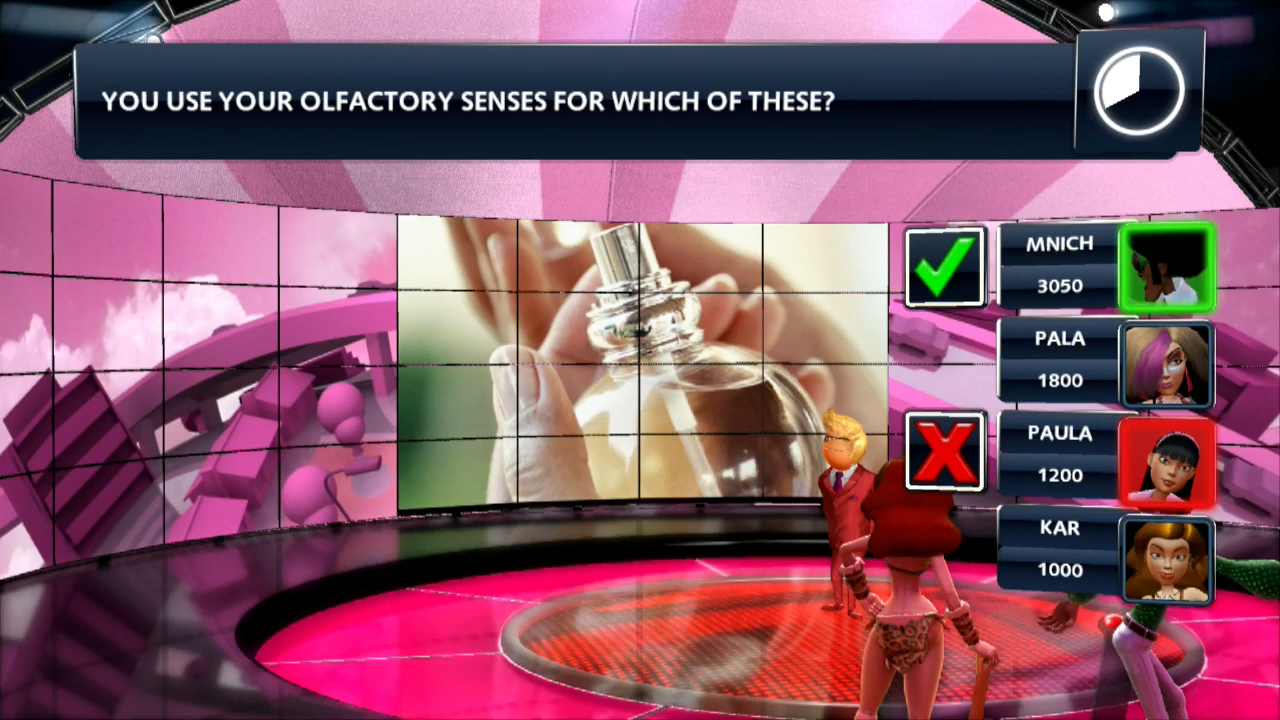 YOU USE YOUR OLFACTORY SENSES FOR WHICH OF THESE?
MNICH
3050
PALA
1800
PAULA
1200
KAR
1000